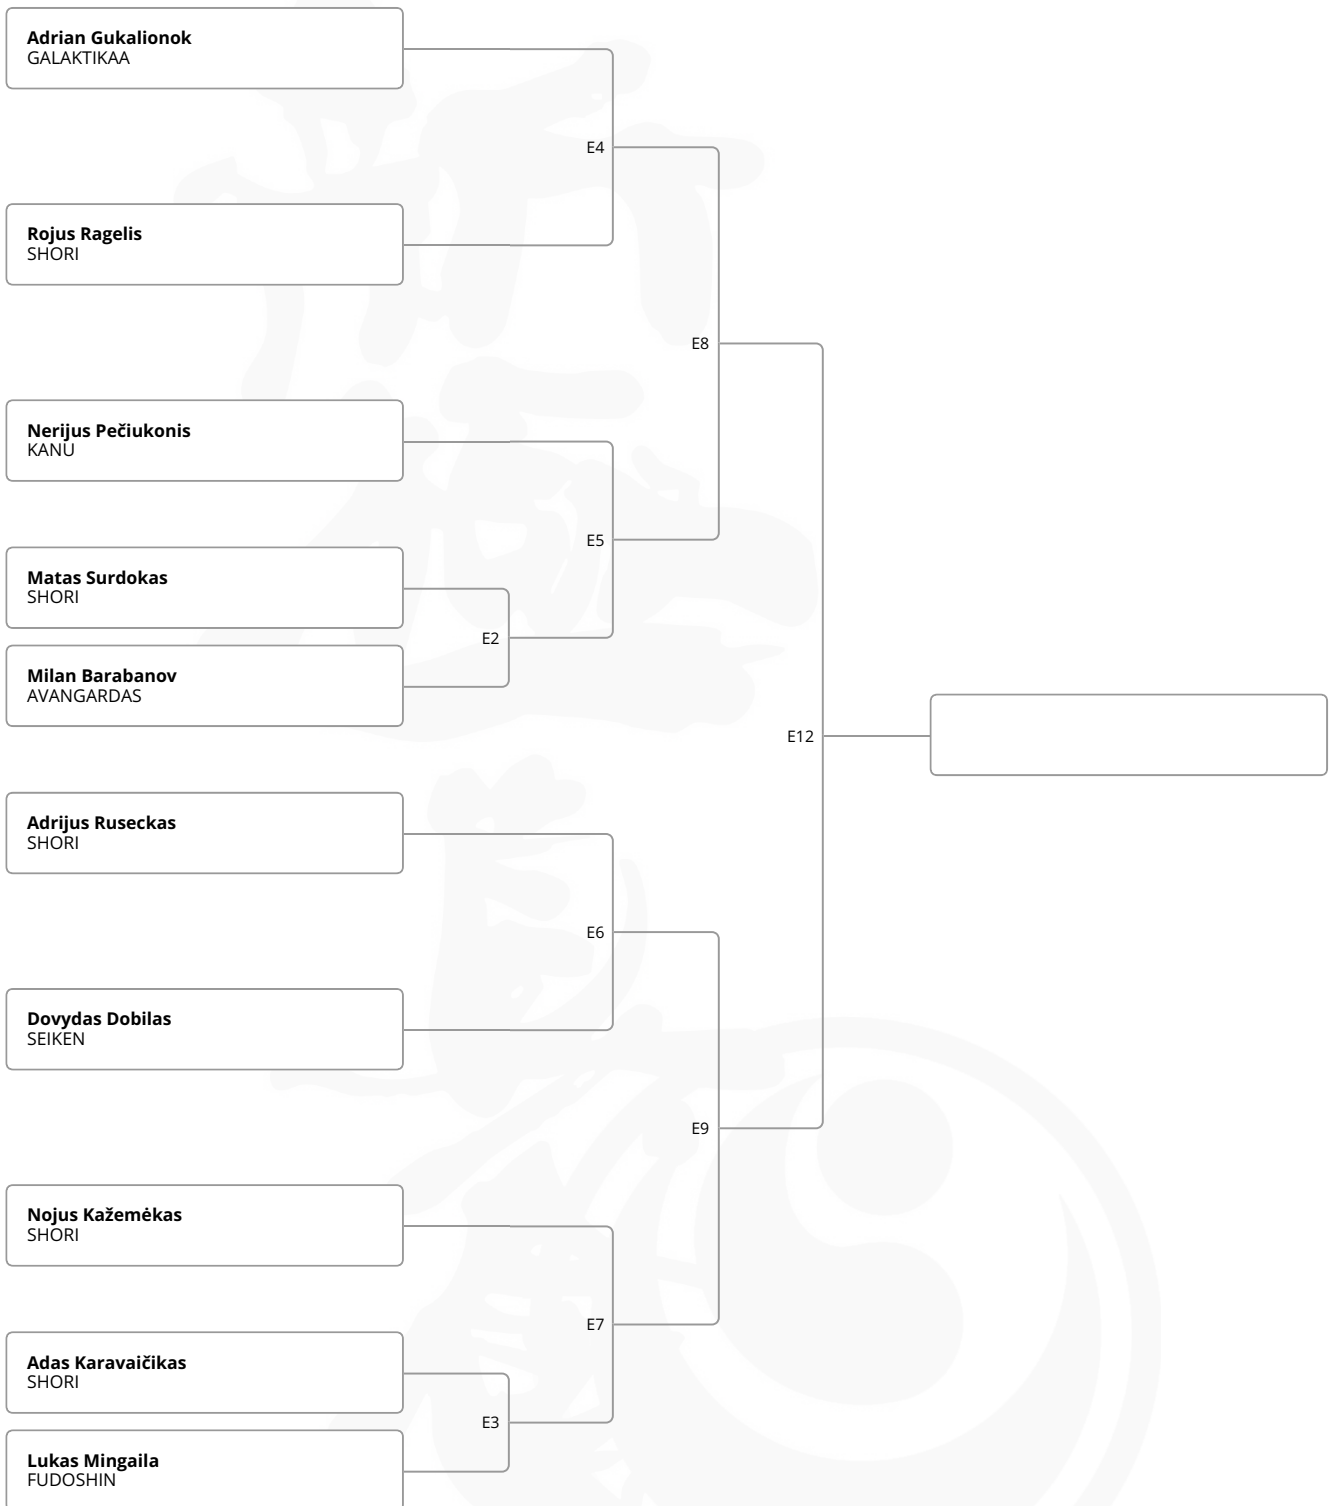 Adrian Gukalionok
GALAKTIKAA
E4
Rojus Ragelis
SHORI
E8
Nerijus Pečiukonis
KANU
E5
Matas Surdokas
SHORI
E2
Milan Barabanov
AVANGARDAS
E12
Adrijus Ruseckas
SHORI
E6
Dovydas Dobilas
SEIKEN
E9
Nojus Kažemėkas
SHORI
E7
Adas Karavaičikas
SHORI
E3
Lukas Mingaila
FUDOSHIN